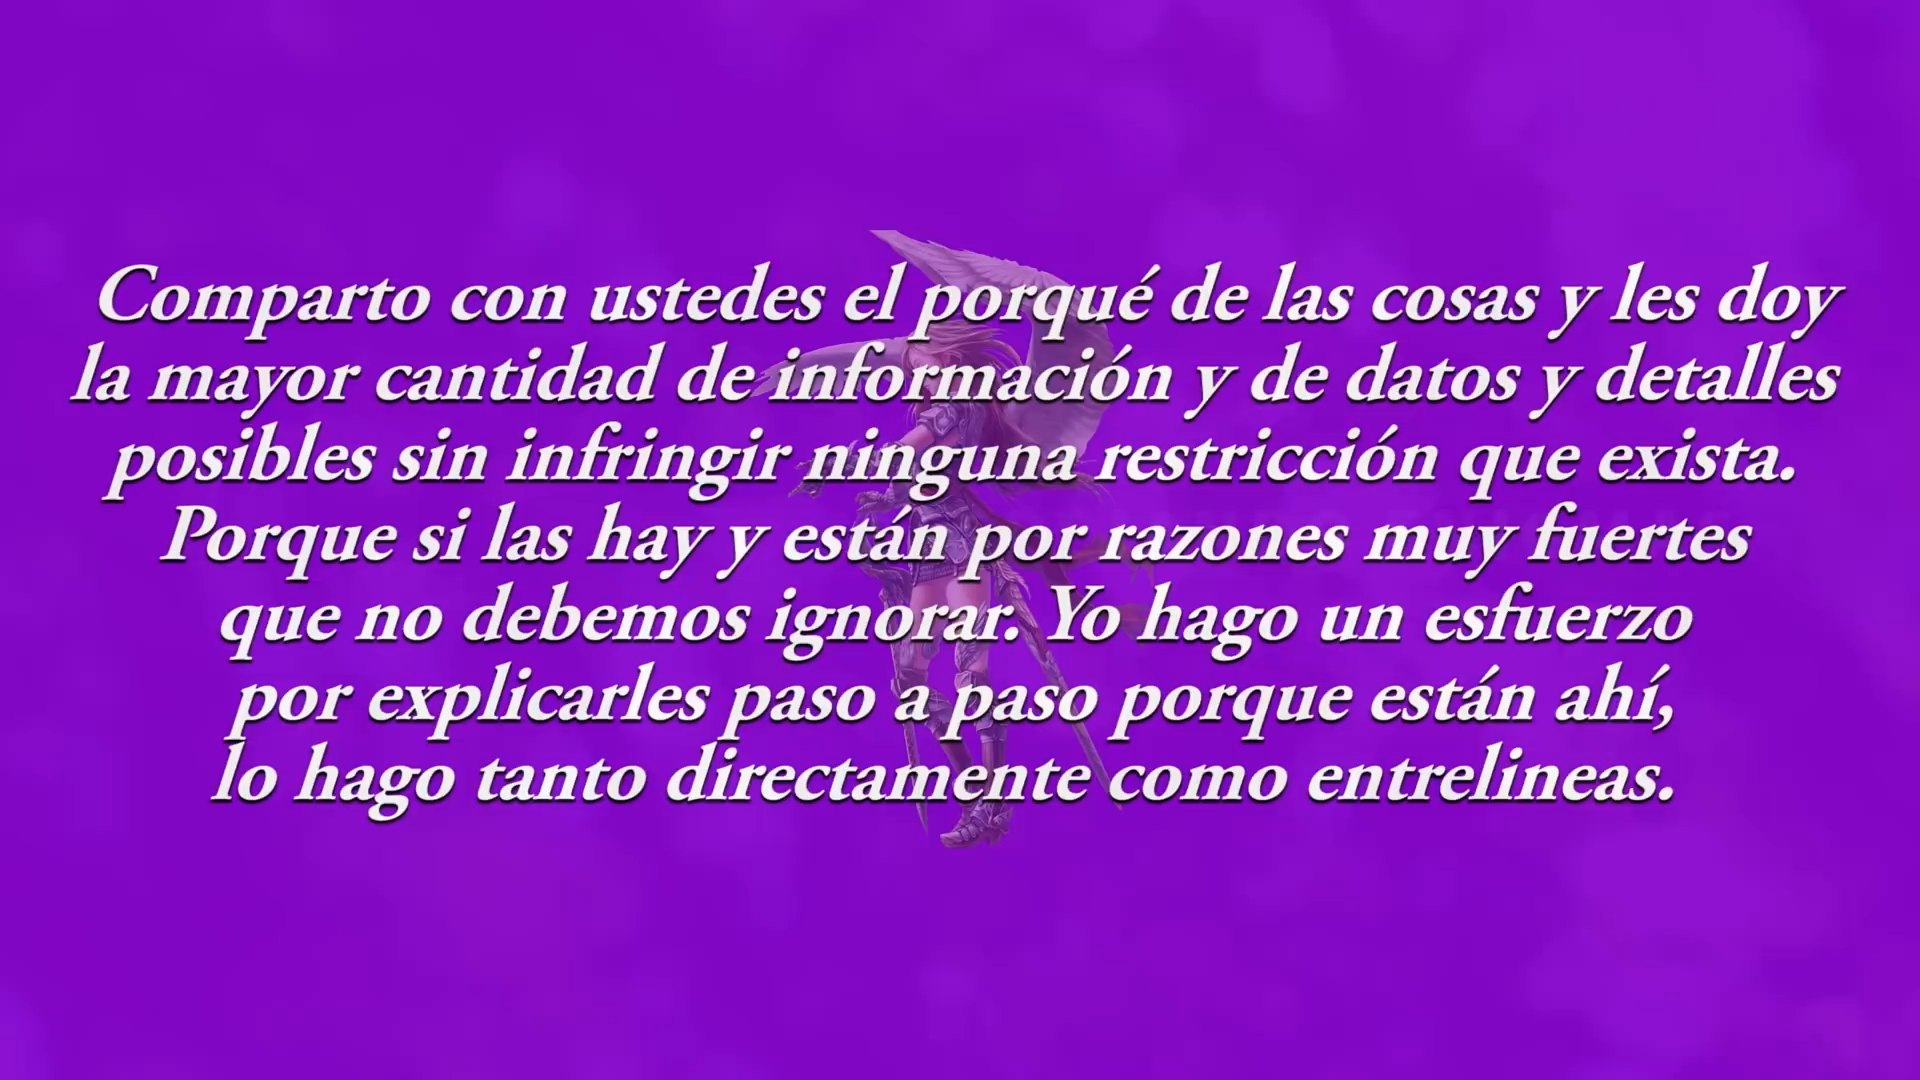 Comparto con ustedes el porqué de las cosas y les doy
la mayor cantidad de información y de datos y detalles
posibles sin infringir ninguna restricción que exista.
Porque si las hay y están por razones muy fuertes
que no debemos ignorar. Yo hago un esfuerzo
por explicarles paso a paso porque están ahí,
lo hago tanto directamente como entrelineas.